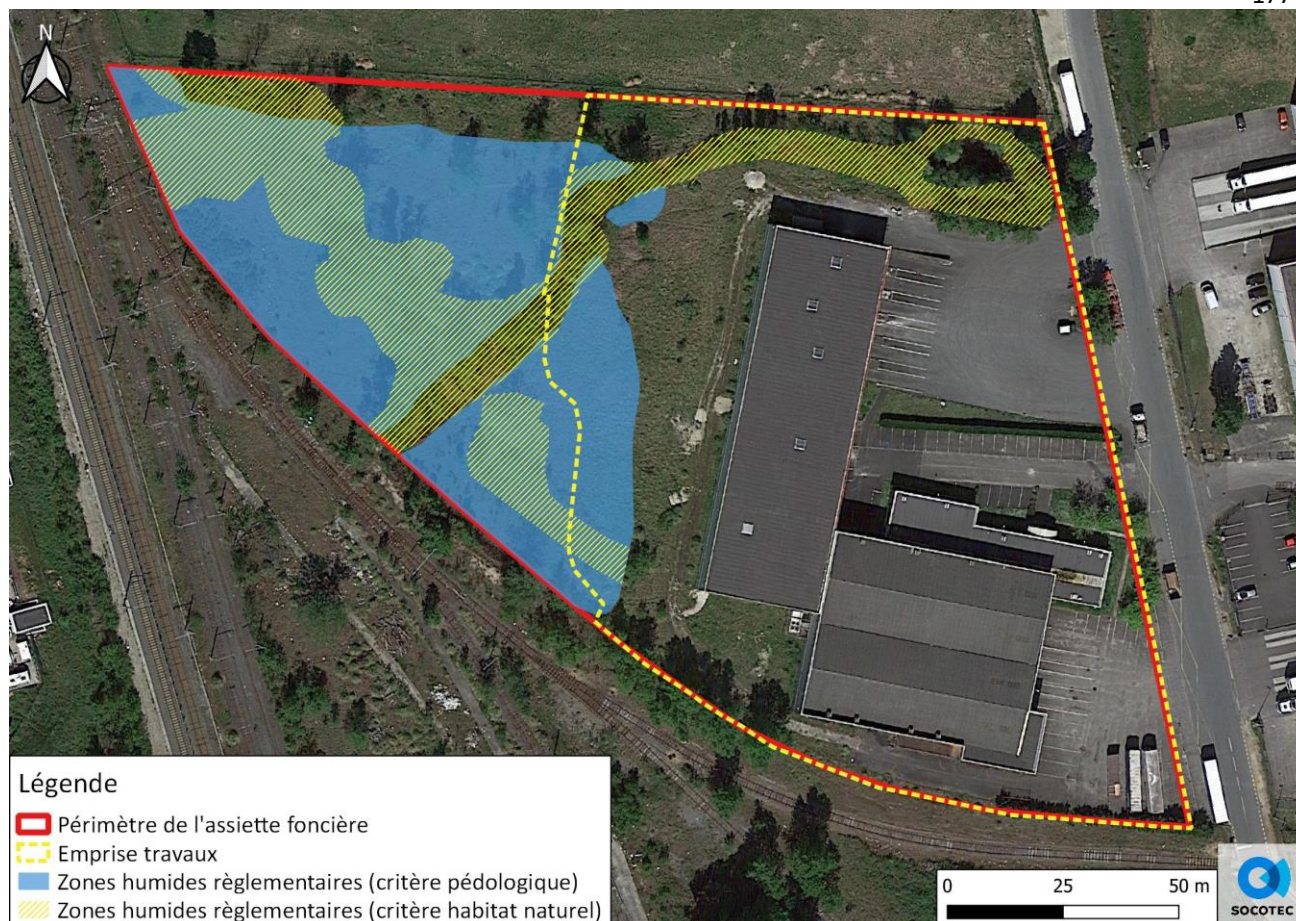 177
N
Légende
Périmètre de l'assiette foncière
Emprise travaux
Zones humides règlementaires (critère pédologique)
Zones humides règlementaires (critère habitat naturel)
0 25 50 m
SOCOTEC